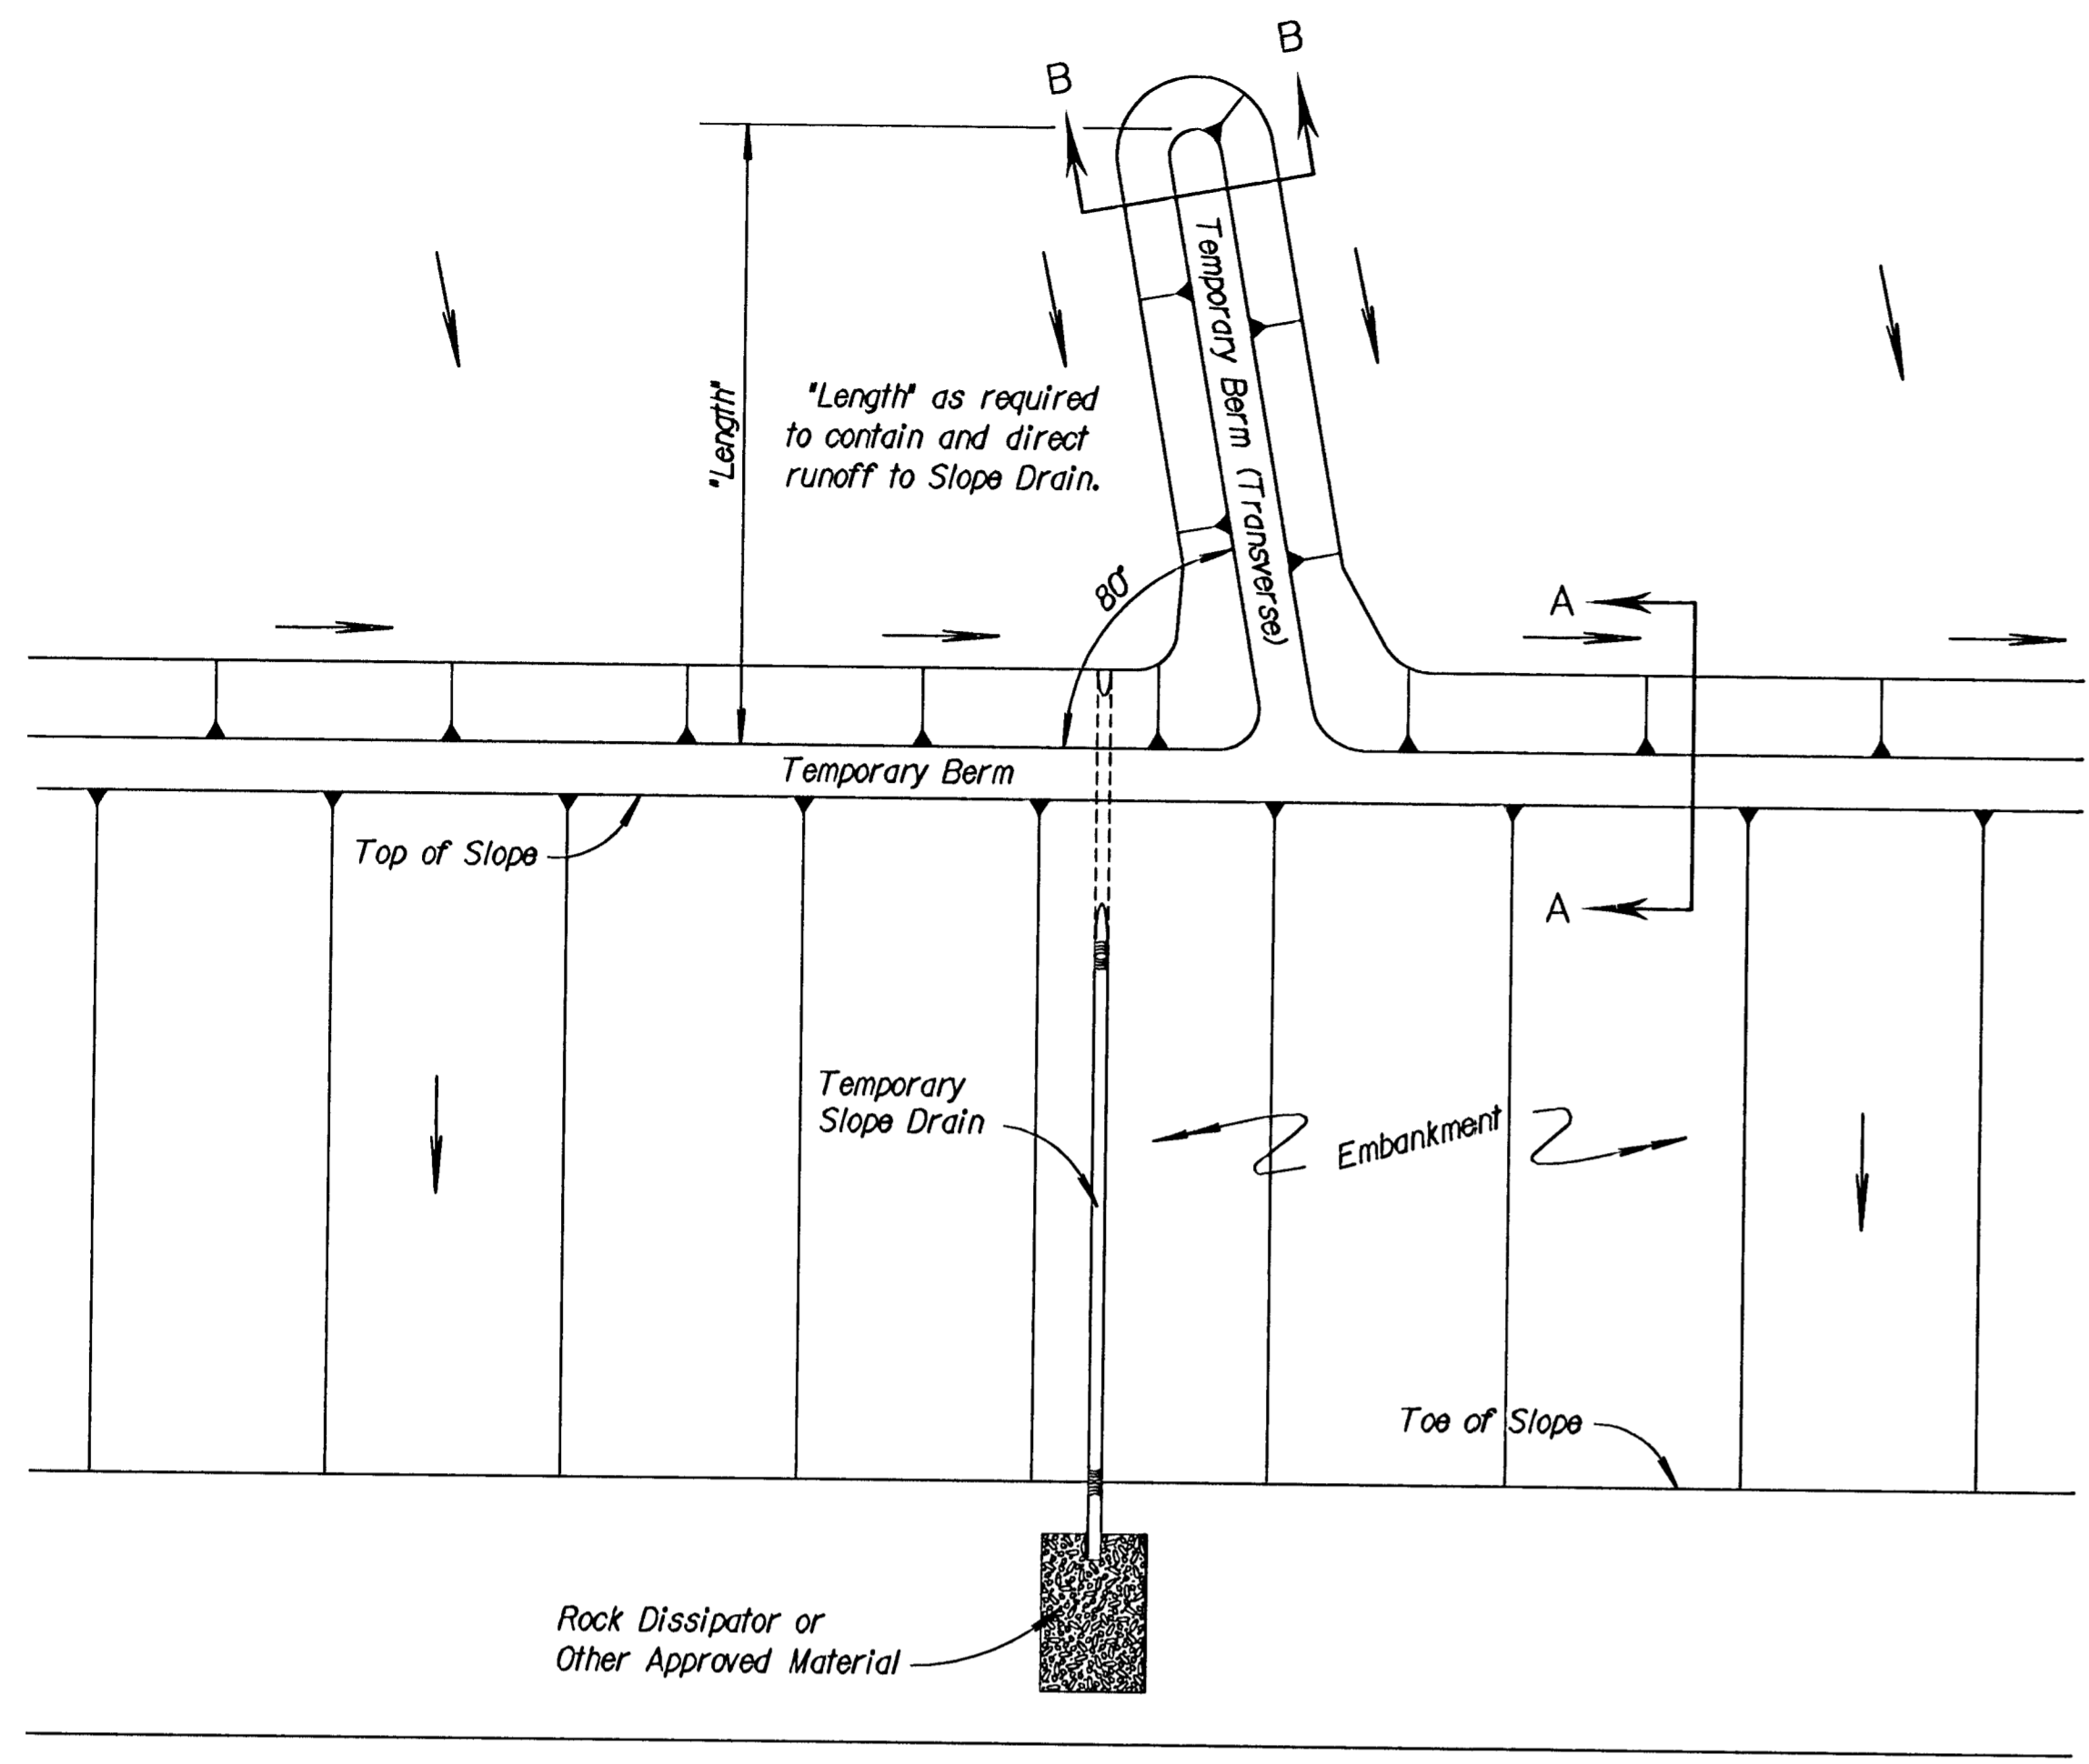 B
B
"Length"
"Length" as required
to contain and direct
runoff to Slope Drain.
Temporary Berm (Transverse)
80°
A
Temporary Berm
Top of Slope
A
Temporary
Slope Drain
Embankment
Toe of Slope
Rock Dissipator or
Other Approved Material